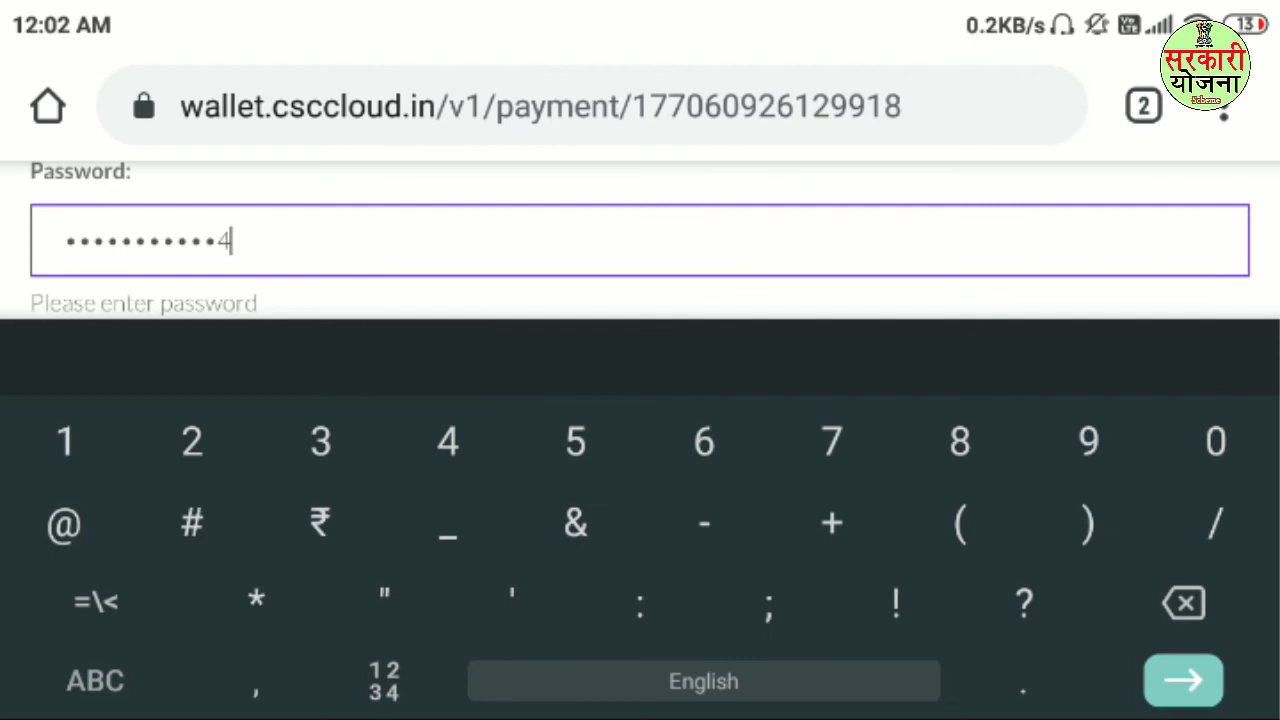 12:02 AM 0.2KB/s 13
सरकारी
योजना
Scheme
wallet.csccloud.in/v1/payment/177060926129918 2
Password:
•••••••••••4
Please enter password
1 2 3 4 5 6 7 8 9 0
@ # ₹ _ & - + ( ) /
=\< * " ' : ; ! ?
ABC , 12 34 English .